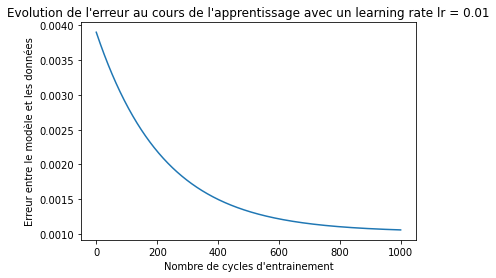 Evolution de l'erreur au cours de l'apprentissage avec un learning rate lr = 0.01
Erreur entre le modèle et les données
0.0040
0.0035
0.0030
0.0025
0.0020
0.0015
0.0010
0 200 400 600 800 1000
Nombre de cycles d'entrainement